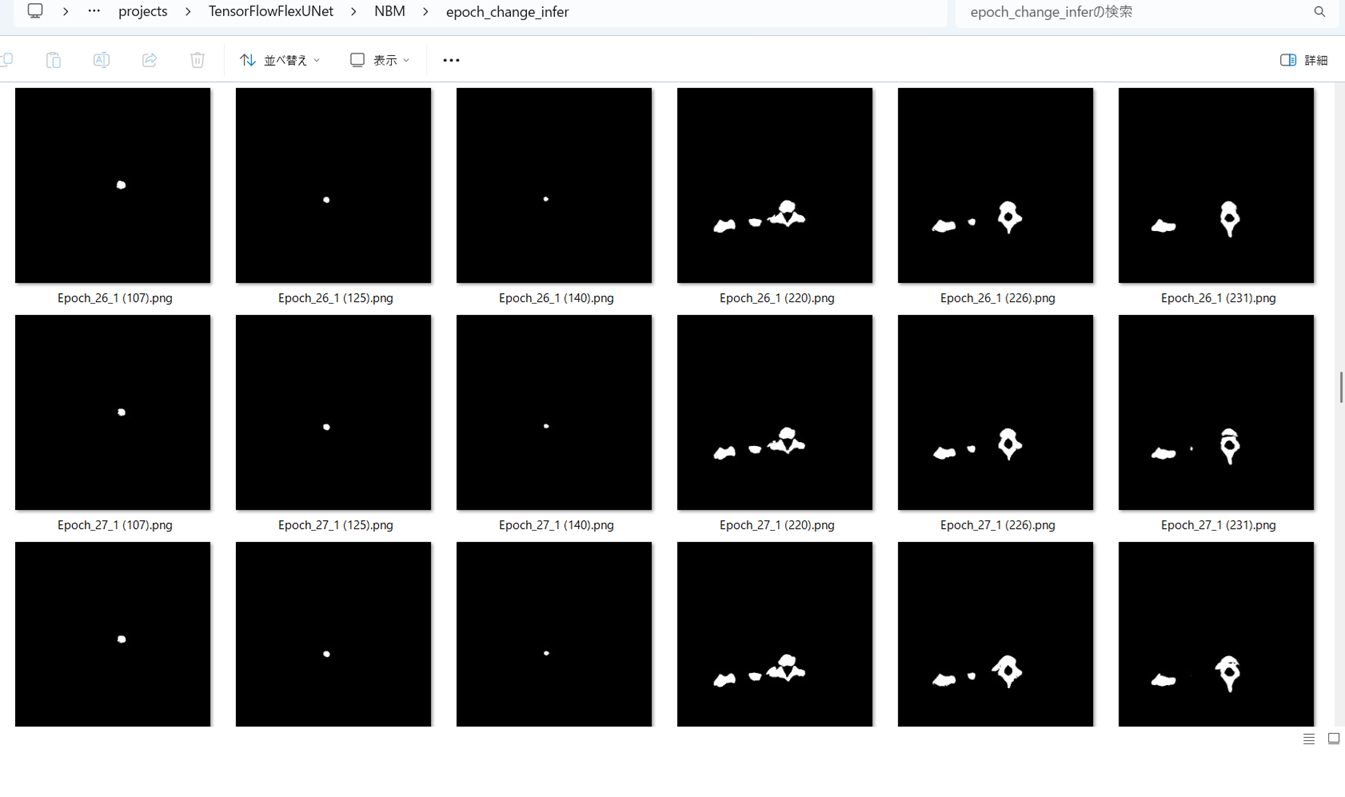 projects > TensorFlowFlexUNet > NBM > epoch_change_infer
epoch_change_inferの検索
並べ替え
表示
詳細
Epoch_26_1 (107).png
Epoch_26_1 (125).png
Epoch_26_1 (140).png
Epoch_26_1 (220).png
Epoch_26_1 (226).png
Epoch_26_1 (231).png
Epoch_27_1 (107).png
Epoch_27_1 (125).png
Epoch_27_1 (140).png
Epoch_27_1 (220).png
Epoch_27_1 (226).png
Epoch_27_1 (231).png